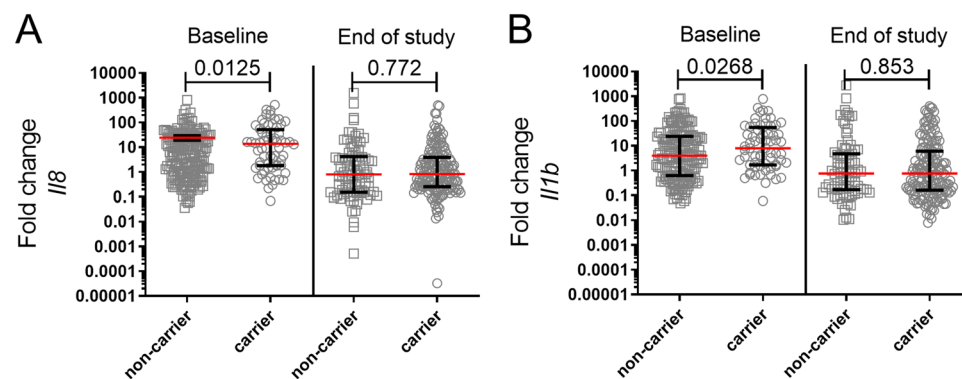 A
Baseline
End of study
0.0125
0.772
Fold change
Il8
10000
1000
100
10
1
0.1
0.01
0.001
0.0001
0.00001
non-carrier
carrier
non-carrier
carrier
B
Baseline
End of study
0.0268
0.853
Fold change
Il1b
10000
1000
100
10
1
0.1
0.01
0.001
0.0001
0.00001
non-carrier
carrier
non-carrier
carrier